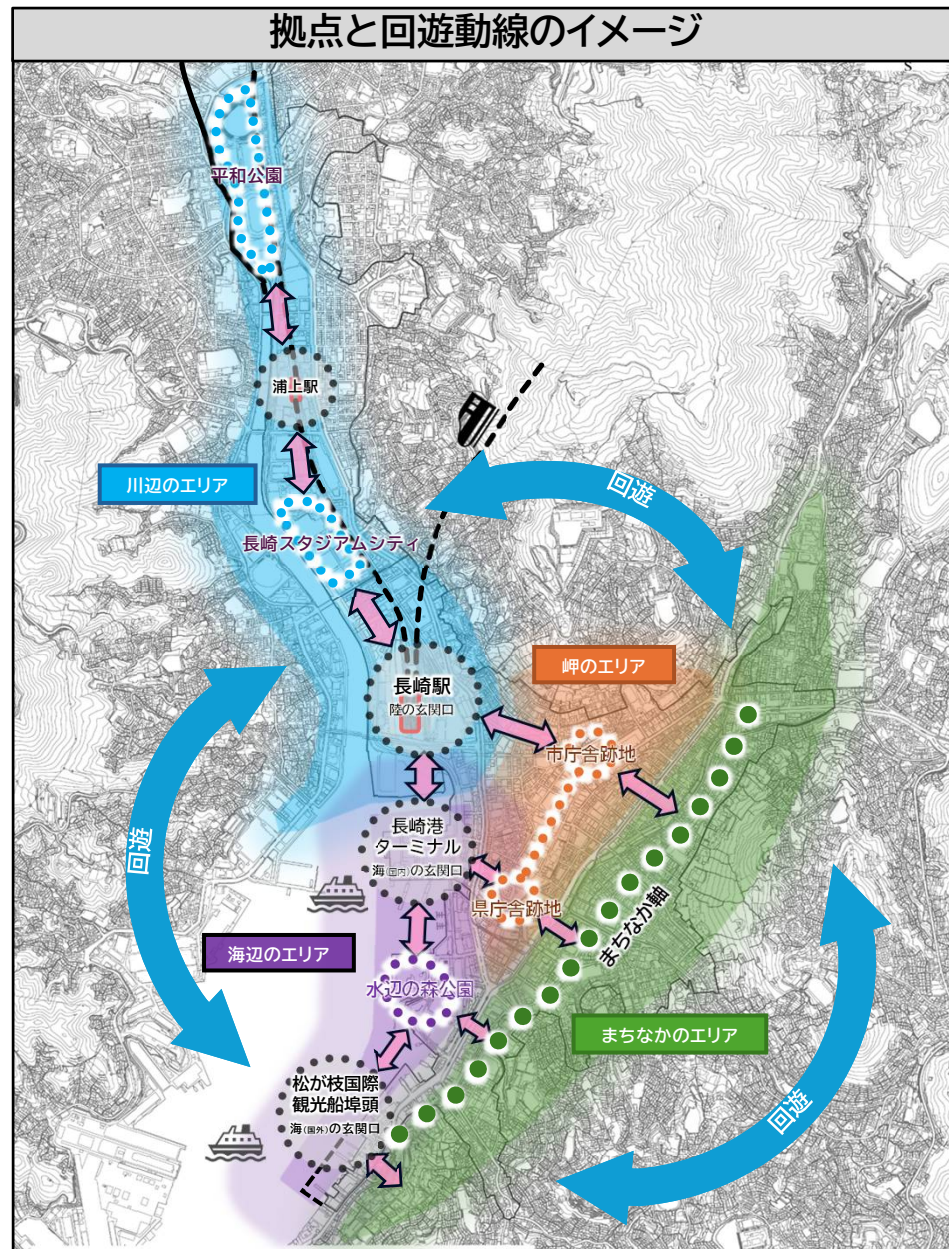 拠点と回遊動線のイメージ
S
平和公園
浦上駅
川辺のエリア
回遊
長崎スタジアムシティ
岬のエリア
長崎駅
陸の玄関口
市庁舎跡地
長崎港
ターミナル
海(国内)の玄関口
回遊
県庁舎跡地
まちなか軸
海辺のエリア
水辺の森公園
まちなかのエリア
松が枝国際
観光船埠頭
海(国外)の玄関口
回遊